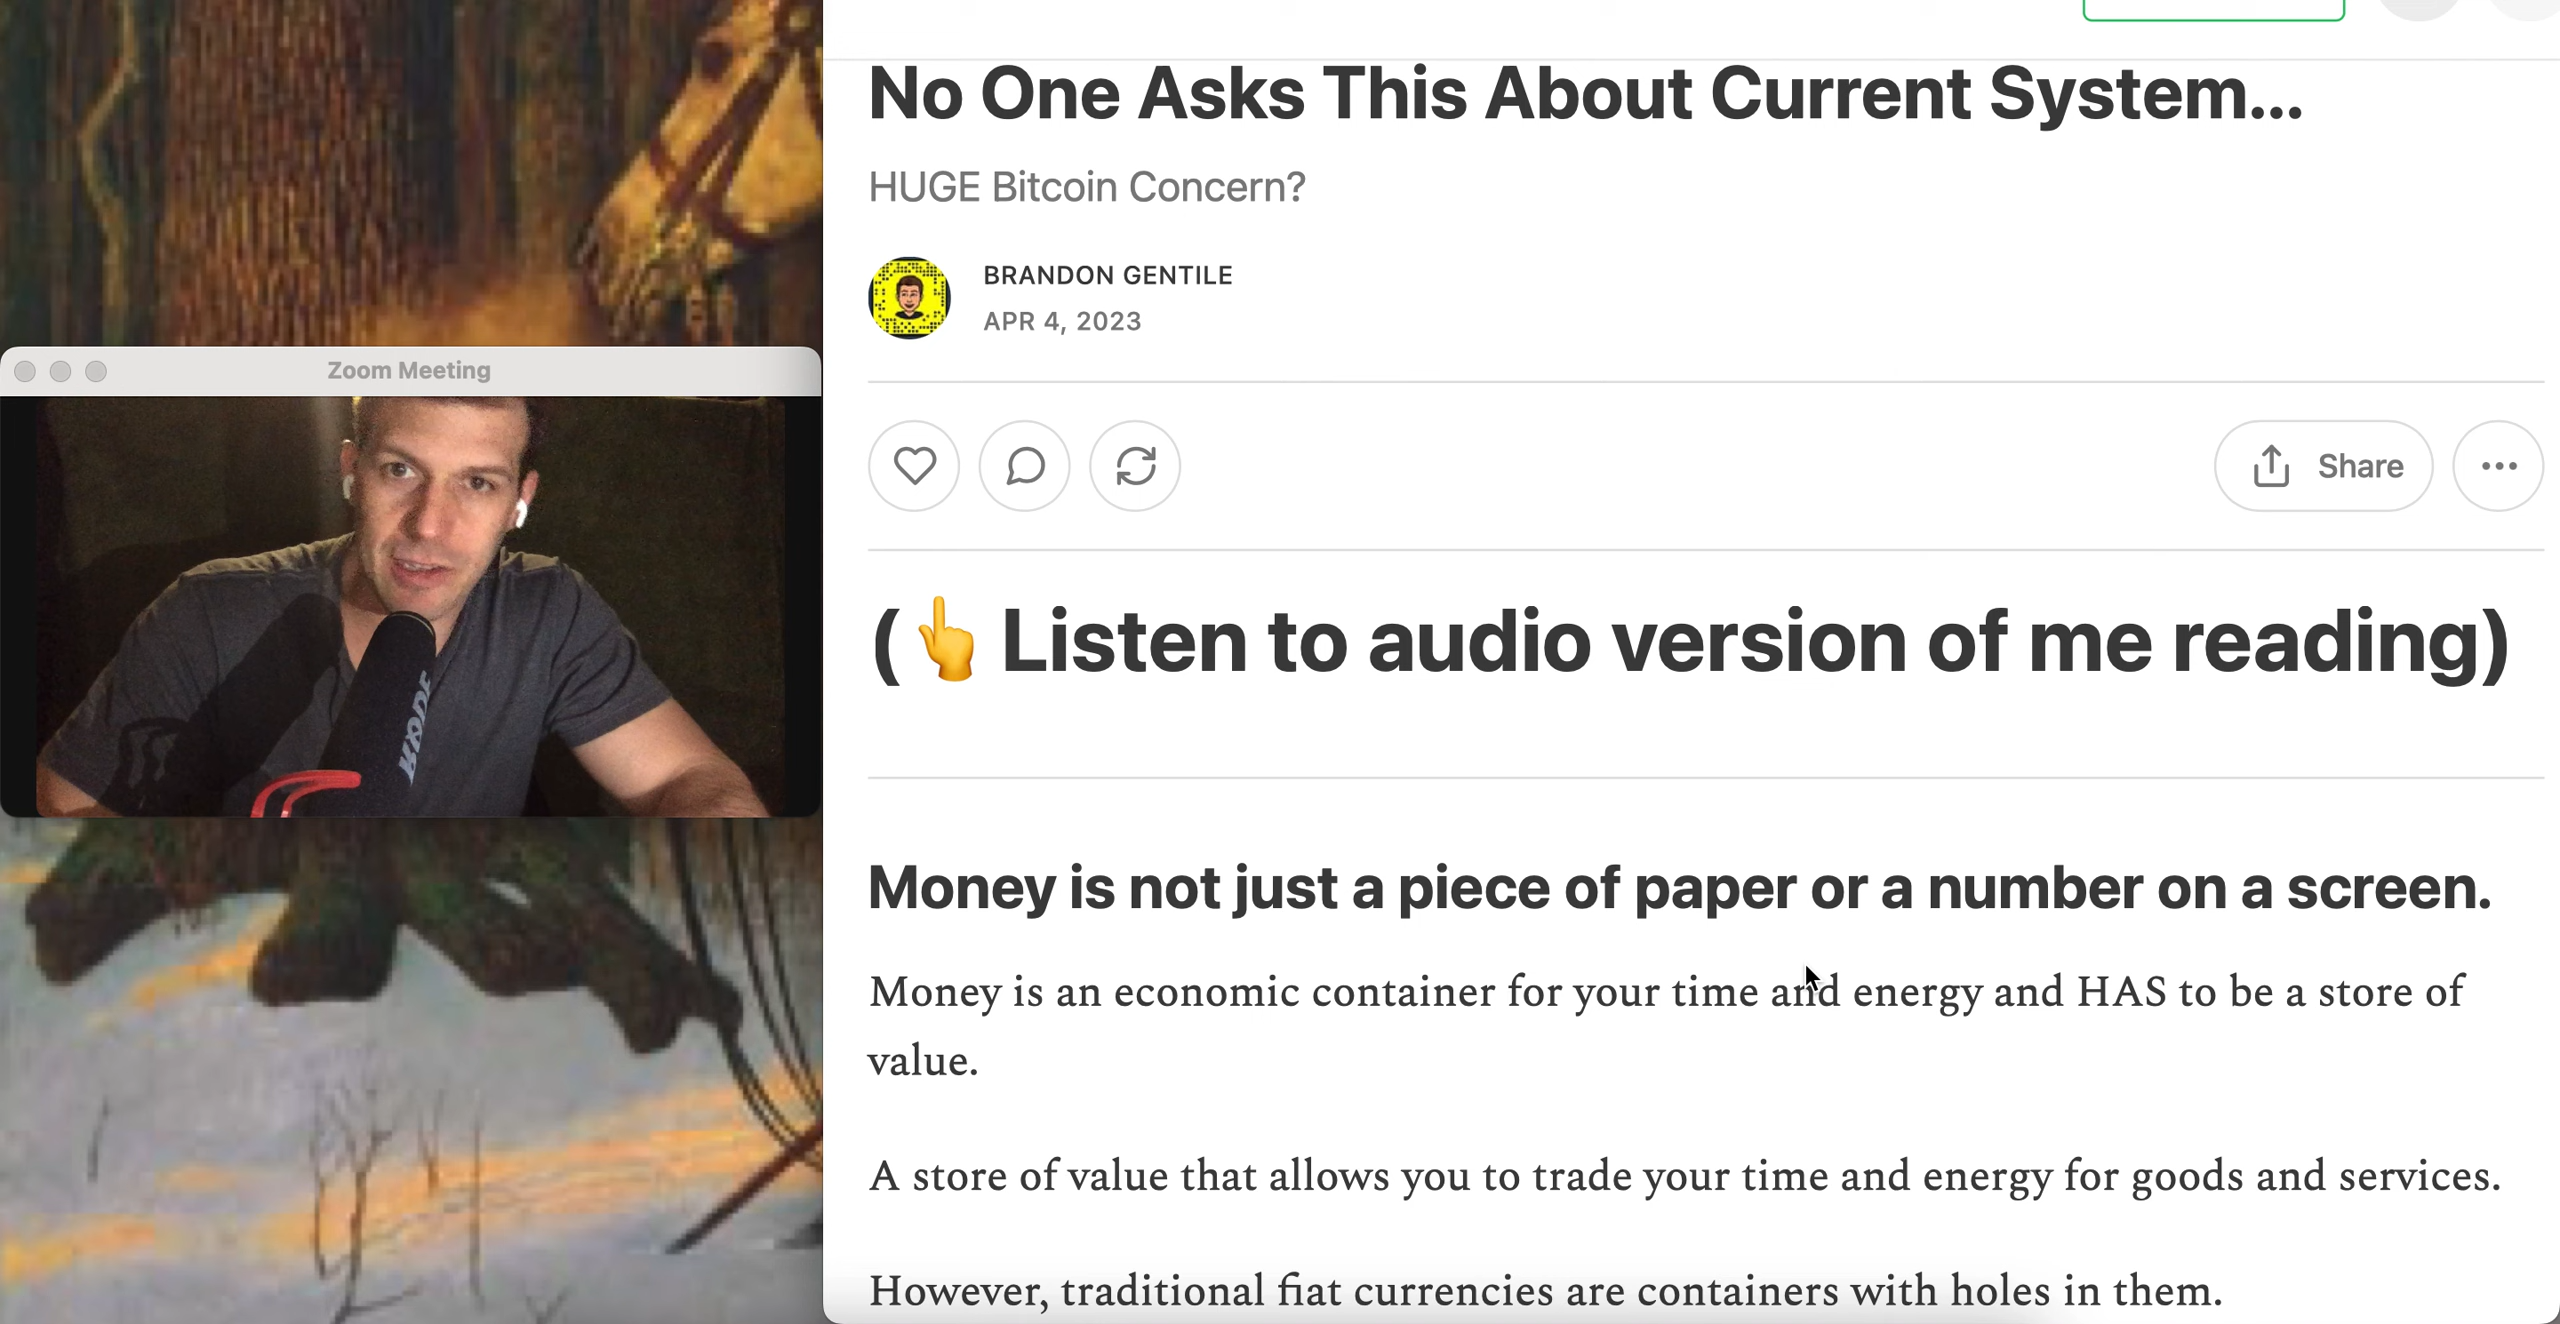 No One Asks This About Current System...
HUGE Bitcoin Concern?
BRANDON GENTILE
APR 4, 2023
Zoom Meeting
Share
(👆 Listen to audio version of me reading)
RODE
Money is not just a piece of paper or a number on a screen.
Money is an economic container for your time and energy and HAS to be a store of
value.
A store of value that allows you to trade your time and energy for goods and services.
However, traditional fiat currencies are containers with holes in them.